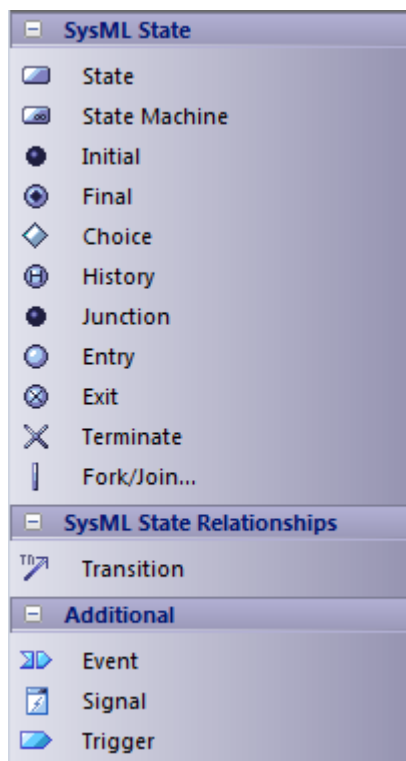 SysML State
State
State Machine
Initial
Final
Choice
History
Junction
Entry
Exit
Terminate
Fork/Join...
SysML State Relationships
Transition
Additional
Event
Signal
Trigger